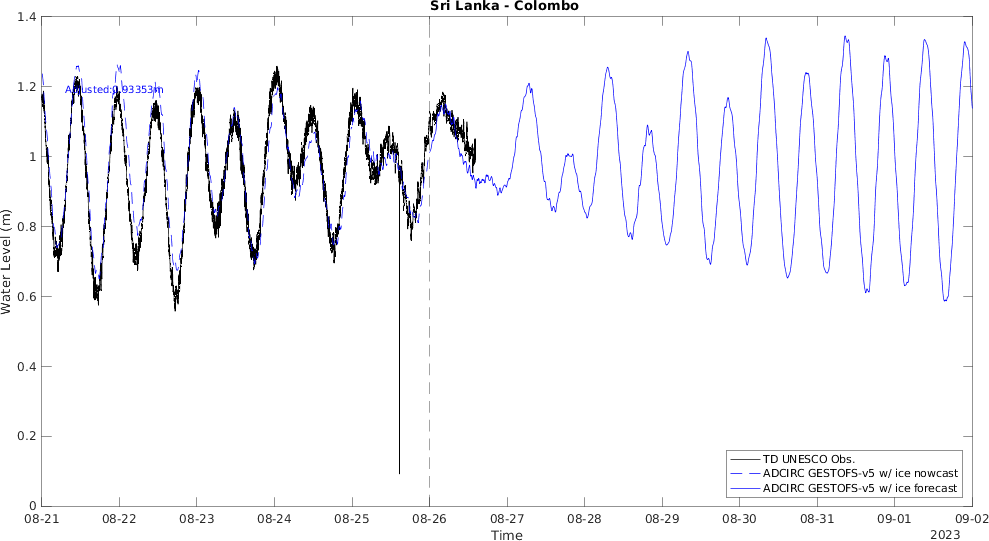 Sri Lanka - Colombo
1.4
1.2
1
0.8
0.6
0.4
0.2
0
Water Level (m)
Adjusted:0.93353m
TD UNESCO Obs.
ADCIRC GESTOFS-v5 w/ ice nowcast
ADCIRC GESTOFS-v5 w/ ice forecast
08-21 08-22 08-23 08-24 08-25 08-26 08-27 08-28 08-29 08-30 08-31 09-01 09-02
Time
2023